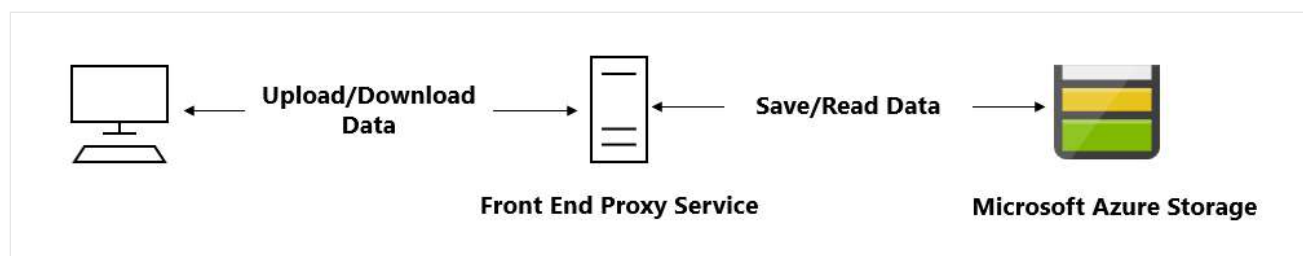 Upload/Download
Data
Save/Read Data
Front End Proxy Service
Microsoft Azure Storage